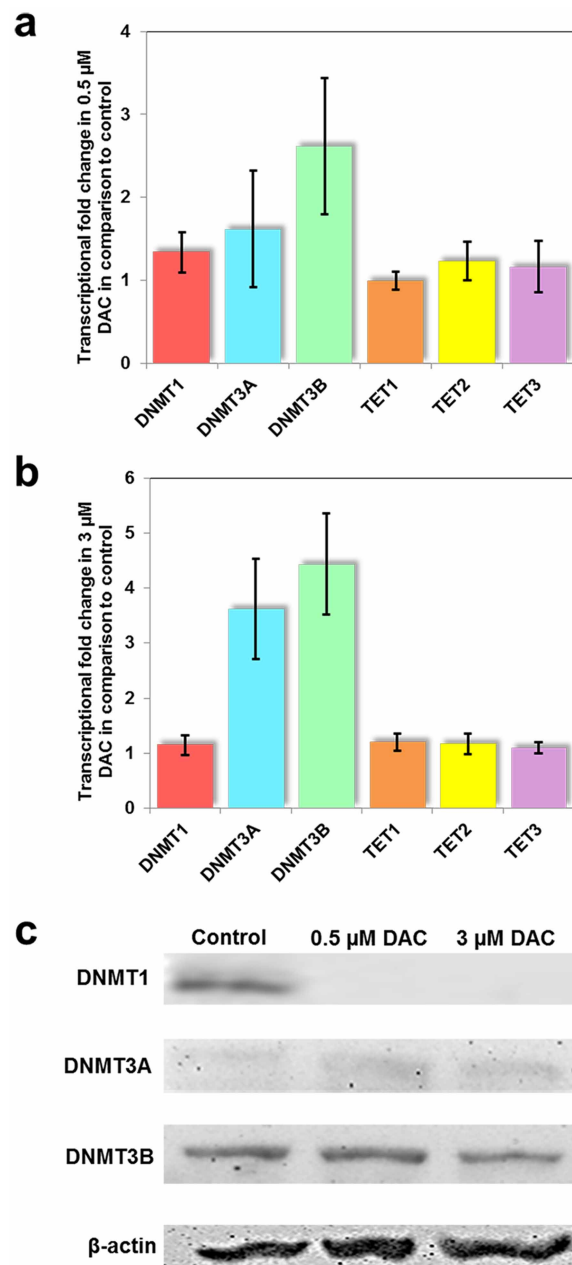 a
Transcriptional fold change in 0.5 µM
DAC in comparison to control
4
3
2
1
0
DNMT1
DNMT3A
DNMT3B
TET1
TET2
TET3
b
Transcriptional fold change in 3 µM
DAC in comparison to control
6
5
4
3
2
1
0
DNMT1
DNMT3A
DNMT3B
TET1
TET2
TET3
c
Control 0.5 µM DAC 3 µM DAC
DNMT1
DNMT3A
DNMT3B
β-actin